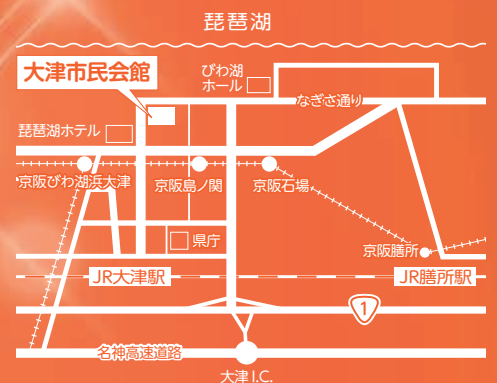 琵琶湖
大津市民会館
びわ湖
ホール
なぎさ通り
琵琶湖ホテル
京阪びわ湖浜大津
京阪島ノ関
京阪石場
県庁
京阪膳所
JR大津駅
JR膳所駅
1
名神高速道路
大津I.C.